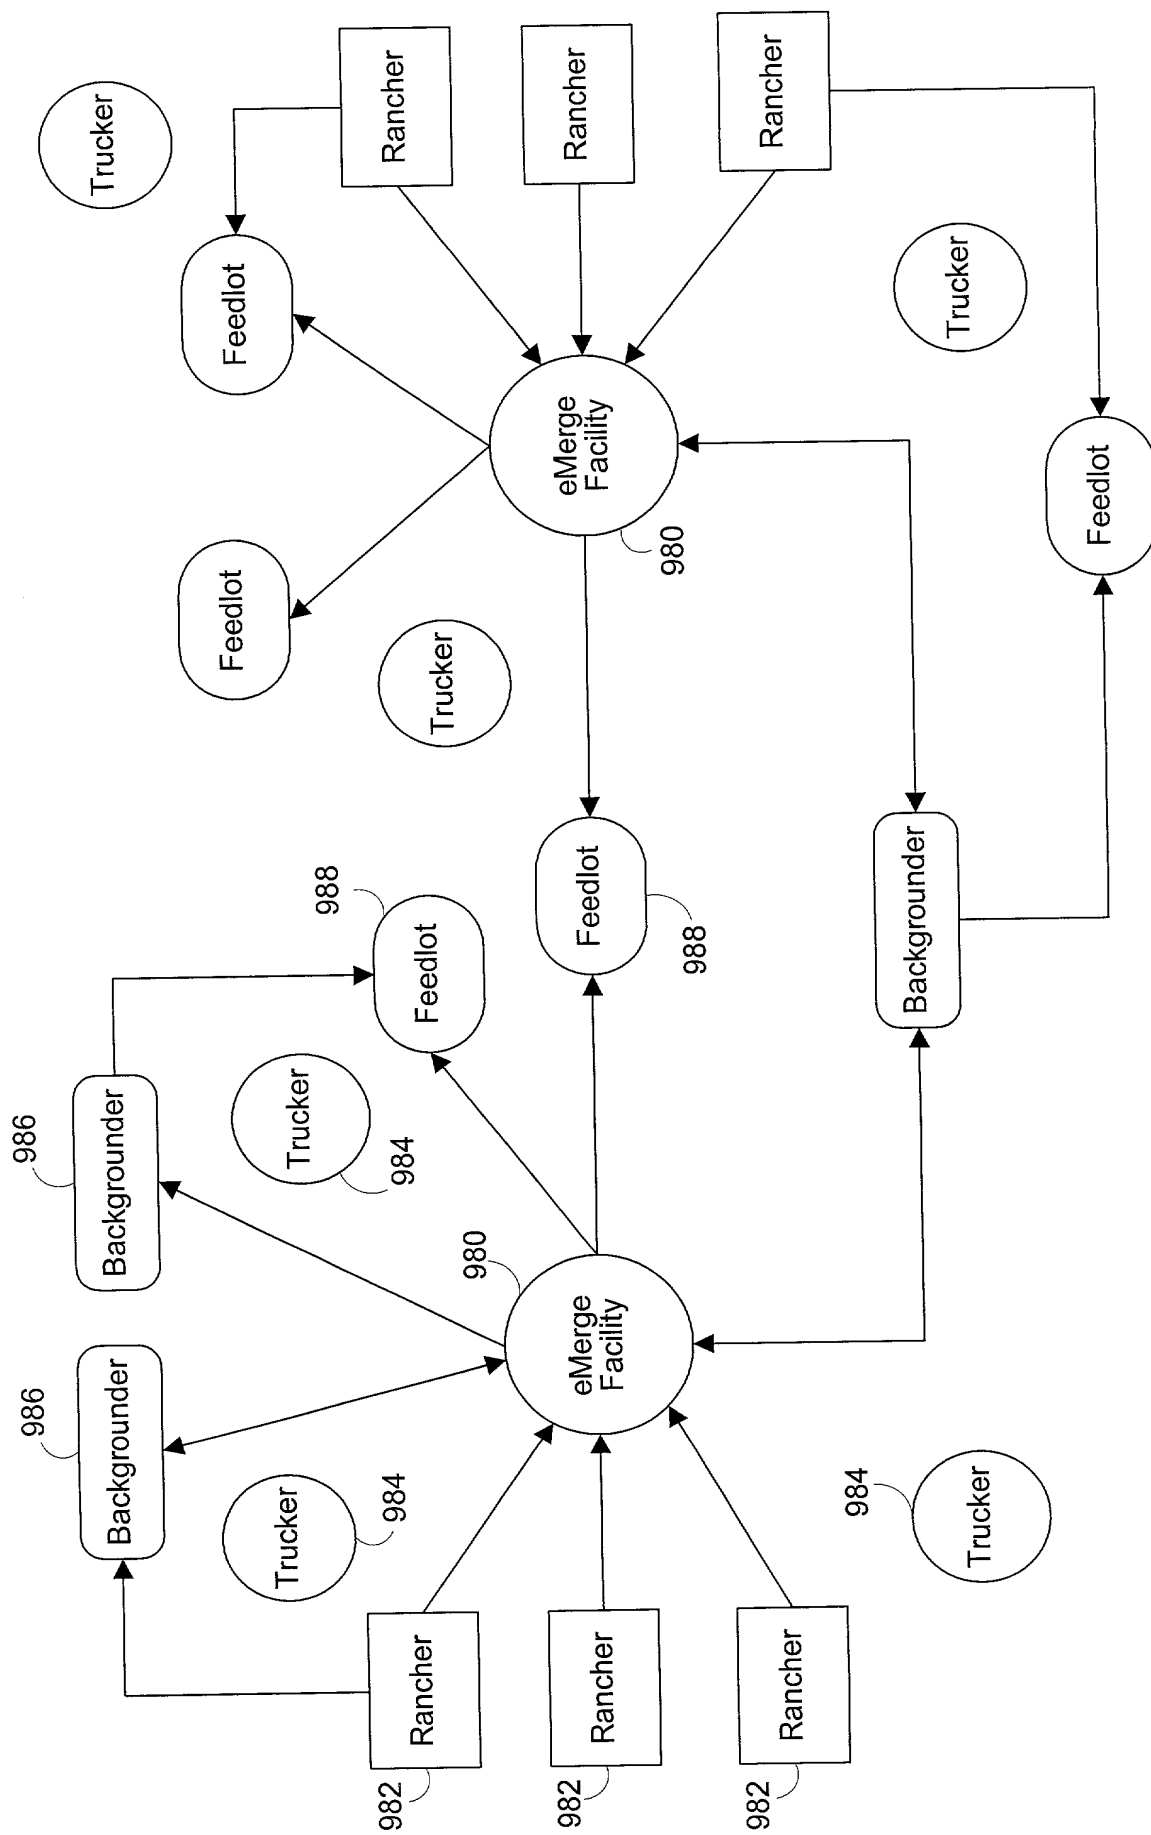 986
986
Backgrounder
Backgrounder
Trucker
Feedlot
Feedlot
Trucker
984
Trucker
984
988
982
Rancher
Feedlot
Trucker
Rancher
980
982
Rancher
eMerge
Facility
Feedlot
988
eMerge
Facility
980
Rancher
982
Rancher
Rancher
984
Trucker
Backgrounder
Trucker
Feedlot